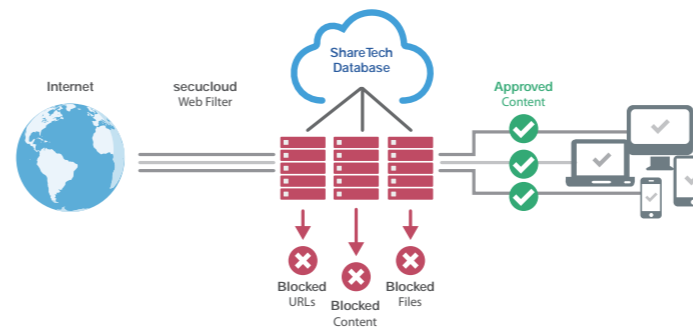 Internet
secucloud
Web Filter
ShareTech
Database
Approved
Content
Blocked
URLs
Blocked
Content
Blocked
Files